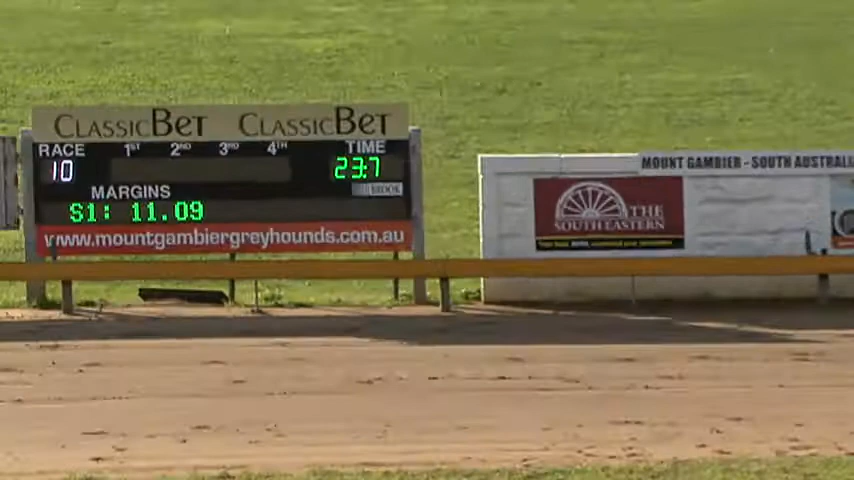 CLASSICBET CLASSICBET
RACE 1ST 2ND 3RD 4TH TIME
10 23:7
MARGINS
S1: 11.09
www.mountgambiergreyhounds.com.au
MOUNT GAMBIER - SOUTH AUSTRALIA
THE
SOUTH EASTERN